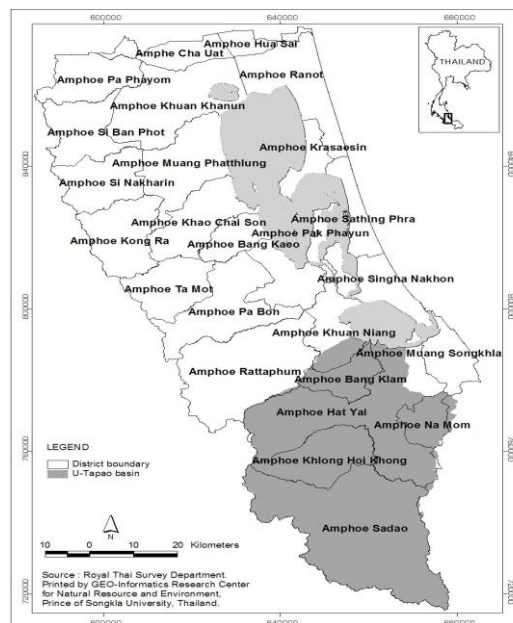 600000 640000 680000
THAILAND
Amphoe Hua Sai
Amphe Cha Uat
Amphoe Pa Phayom
Amphoe Ranot
Amphoe Khuan Khanun
Amphoe Si Ban Phot
Amphoe Krasaesin
Amphoe Muang Phatthlung
Amphoe Si Nakharin
Amphoe Sathing Phra
Amphoe Khao Chai Son
Amphoe Pak Phayun
Amphoe Kong Ra
Amphoe Bang Kaeo
Amphoe Singha Nakhon
Amphoe Ta Mot
Amphoe Pa Bon
Amphoe Khuan Niang
Amphoe Muang Songkhla
Amphoe Rattaphum
Amphoe Bang Klam
Amphoe Hat Yai
Amphoe Na Mom
Amphoe Khlong Hoi Khong
Amphoe Sadao
840000
800000
760000
720000
LEGEND
District boundary
U-Tapao basin
N
10 0 10 20 Kilometers
Source : Royal Thai Survey Department.
Printed by GEO-Informatics Research Center
for Natural Resource and Environment,
Prince of Songkla University, Thailand.